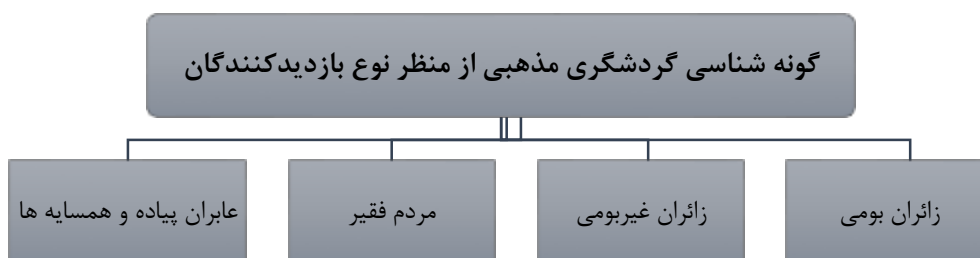 گونه شناسی گردشگری مذهبی از منظر نوع بازدیدکنندگان
زائران بومی
زائران غیربومی
مردم فقیر
عابران پیاده و همسایه ها